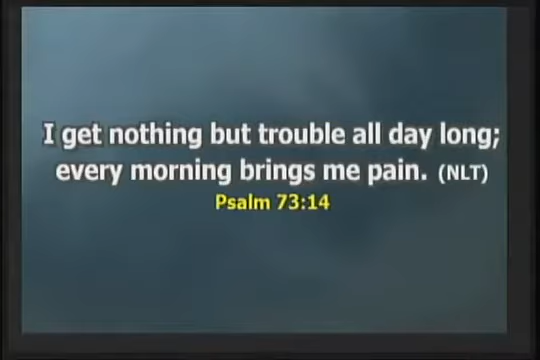 I get nothing but trouble all day long;
every morning brings me pain. (NLT)
Psalm 73:14